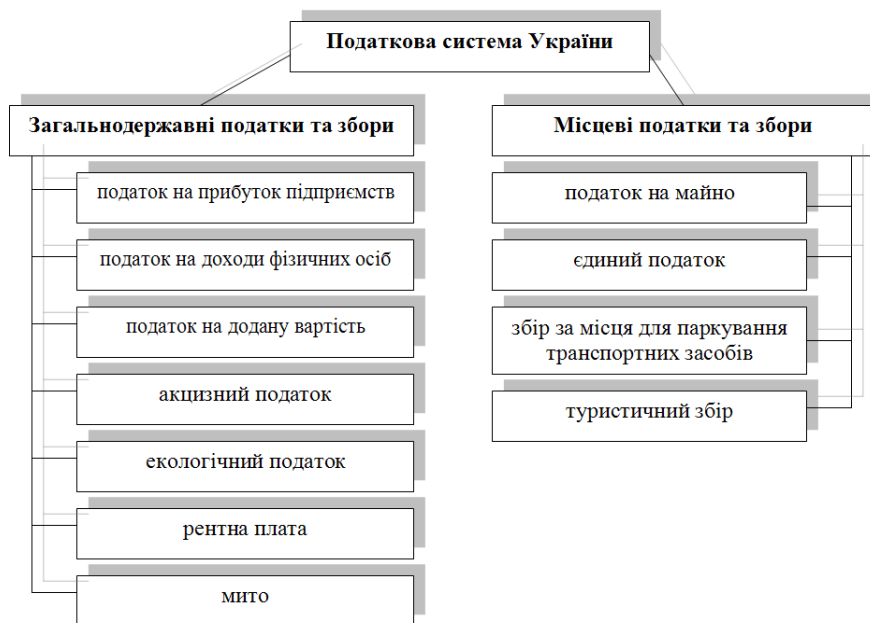 Податкова система України
Загальнодержавні податки та збори
податок на прибуток підприємств
податок на доходи фізичних осіб
податок на додану вартість
акцизний податок
екологічний податок
рентна плата
мито
Місцеві податки та збори
податок на майно
єдиний податок
збір за місця для паркування
транспортних засобів
туристичний збір